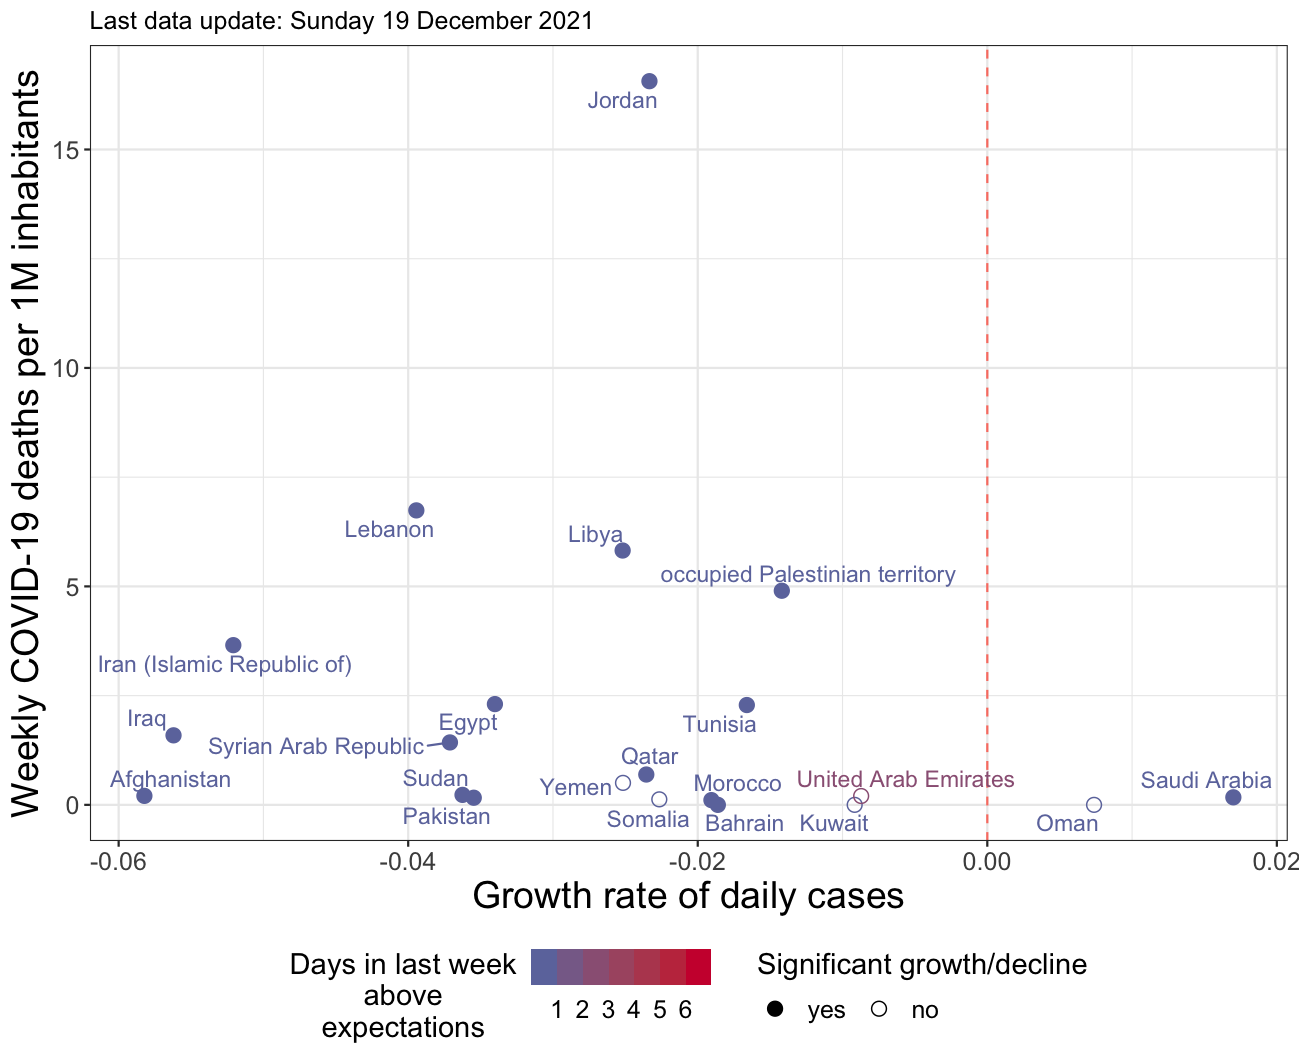 Last data update: Sunday 19 December 2021
Weekly COVID-19 deaths per 1M inhabitants
15
10
5
0
Jordan
Lebanon
Libya
occupied Palestinian territory
Iran (Islamic Republic of)
Iraq
Egypt
Tunisia
Syrian Arab Republic
Qatar
Afghanistan
Sudan
Yemen
Morocco
United Arab Emirates
Saudi Arabia
Pakistan
Somalia
Bahrain
Kuwait
Oman
-0.06
-0.04
-0.02
0.00
0.02
Growth rate of daily cases
Days in last week
above
expectations
1 2 3 4 5 6
Significant growth/decline
yes
no